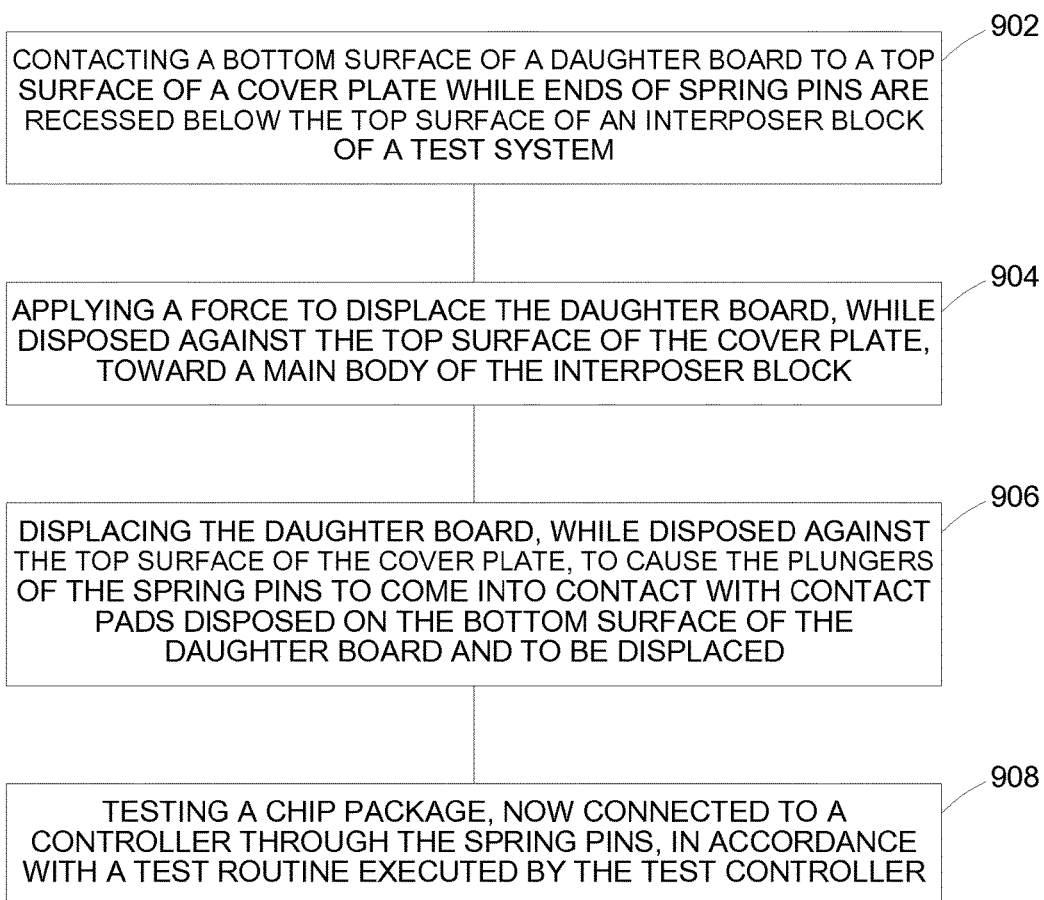 902
CONTACTING A BOTTOM SURFACE OF A DAUGHTER BOARD TO A TOP
SURFACE OF A COVER PLATE WHILE ENDS OF SPRING PINS ARE
RECESSED BELOW THE TOP SURFACE OF AN INTERPOSER BLOCK
OF A TEST SYSTEM
904
APPLYING A FORCE TO DISPLACE THE DAUGHTER BOARD, WHILE
DISPOSED AGAINST THE TOP SURFACE OF THE COVER PLATE,
TOWARD A MAIN BODY OF THE INTERPOSER BLOCK
906
DISPLACING THE DAUGHTER BOARD, WHILE DISPOSED AGAINST
THE TOP SURFACE OF THE COVER PLATE, TO CAUSE THE PLUNGERS
OF THE SPRING PINS TO COME INTO CONTACT WITH CONTACT
PADS DISPOSED ON THE BOTTOM SURFACE OF THE
DAUGHTER BOARD AND TO BE DISPLACED
908
TESTING A CHIP PACKAGE, NOW CONNECTED TO A
CONTROLLER THROUGH THE SPRING PINS, IN ACCORDANCE
WITH A TEST ROUTINE EXECUTED BY THE TEST CONTROLLER